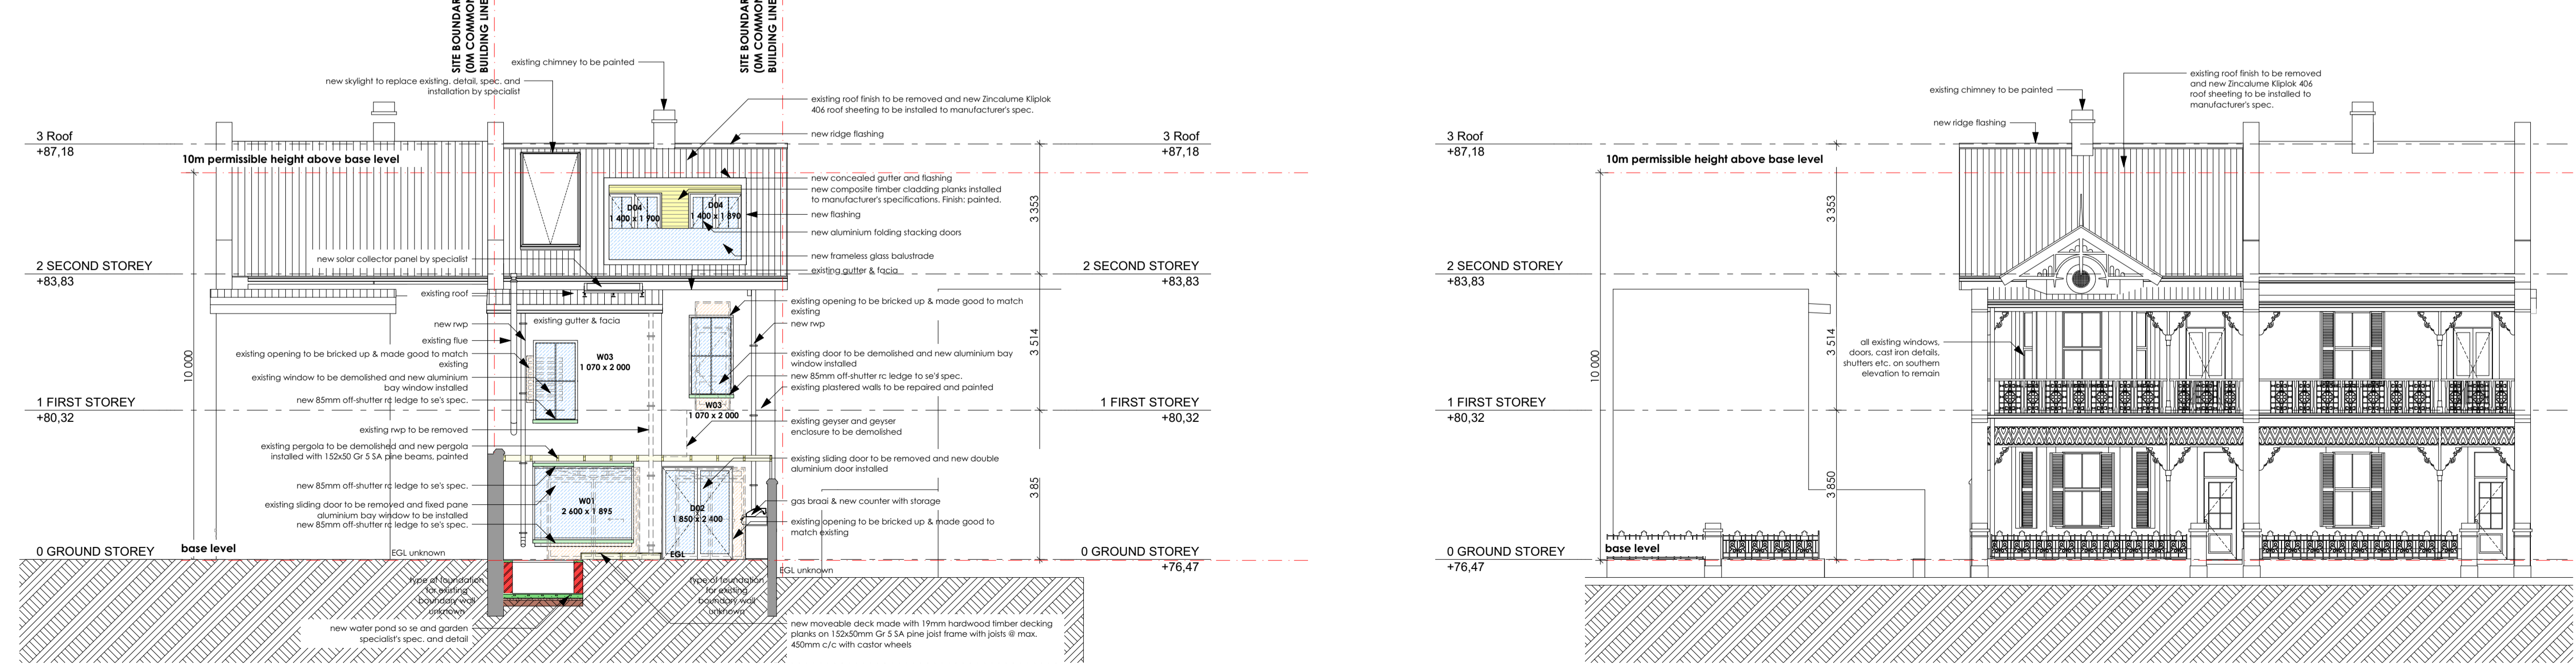 SITE BOUNDARY
(0M COMMON
BUILDING LINE
SITE BOUNDARY
(0M COMMON
BUILDING LINE
existing chimney to be painted
new skylight to replace existing. detail, spec. and
installation by specialist
3 Roof
+87,18
10m permissible height above base level
2 SECOND STOREY
+83,83
new solar collector panel by specialist
existing roof
existing gutter & facia
new rwp
existing flue
existing opening to be bricked up & made good to match
existing
existing window to be demolished and new aluminium
bay window installed
new 85mm off-shutter rc ledge to se's spec.
10 000
1 FIRST STOREY
+80,32
existing rwp to be removed
existing pergola to be demolished and new pergola
installed with 152x50 Gr 5 SA pine beams, painted
new 85mm off-shutter rc ledge to se's spec.
existing sliding door to be removed and fixed pane
aluminium bay window to be installed
new 85mm off-shutter rc ledge to se's spec.
0 GROUND STOREY
+76,47
base level
EGL unknown
type of foundation
for existing
boundary wall
unknown
new water pond so se and garden
specialist's spec. and detail
D04
1 400 x 1 900
D04
1 400 x 1 890
W03
1 070 x 2 000
W03
1 070 x 2 000
W01
2 600 x 1 895
D02
1 850 x 2 400
EGL
existing roof finish to be removed and new Zincalume Kliplok
406 roof sheeting to be installed to manufacturer's spec.
new ridge flashing
new concealed gutter and flashing
new composite timber cladding planks installed
to manufacturer's specifications. Finish: painted.
new flashing
new aluminium folding stacking doors
new frameless glass balustrade
existing gutter & facia
existing opening to be bricked up & made good to match
existing
new rwp
existing door to be demolished and new aluminium bay
window installed
new 85mm off-shutter rc ledge to se's spec.
existing plastered walls to be repaired and painted
existing geyser and geyser
enclosure to be demolished
existing sliding door to be removed and new double
aluminium door installed
gas braai & new counter with storage
existing opening to be bricked up & made good to
match existing
EGL unknown
type of foundation
for existing
boundary wall
unknown
new moveable deck made with 19mm hardwood timber decking
planks on 152x50mm Gr 5 SA pine joist frame with joists @ max.
450mm c/c with castor wheels
3 353
3 514
3 85
3 Roof
+87,18
2 SECOND STOREY
+83,83
1 FIRST STOREY
+80,32
0 GROUND STOREY
+76,47
3 Roof
+87,18
10m permissible height above base level
2 SECOND STOREY
+83,83
1 FIRST STOREY
+80,32
0 GROUND STOREY
+76,47
base level
10 000
3 353
3 514
3 850
existing chimney to be painted
new ridge flashing
existing roof finish to be removed
and new Zincalume Kliplok 406
roof sheeting to be installed to
manufacturer's spec.
all existing windows,
doors, cast iron details,
shutters etc. on southern
elevation to remain